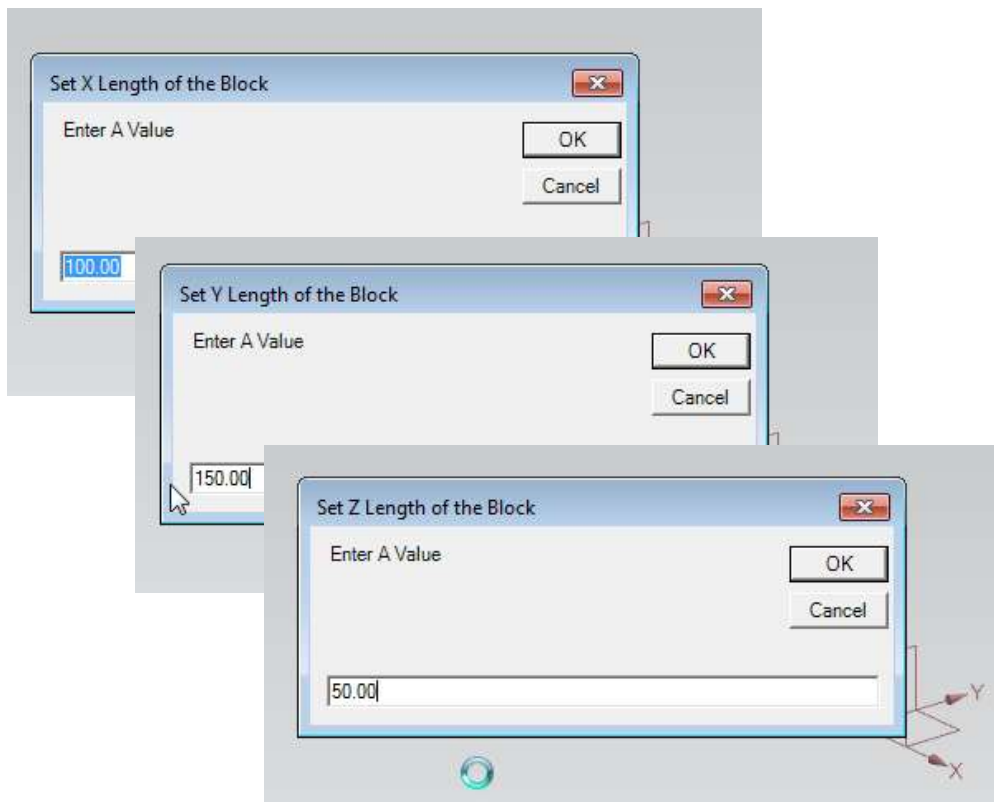 Set X Length of the Block
Enter A Value
OK
Cancel
100.00
Set Y Length of the Block
Enter A Value
OK
Cancel
150.00
Set Z Length of the Block
Enter A Value
OK
Cancel
50.00
Y
X